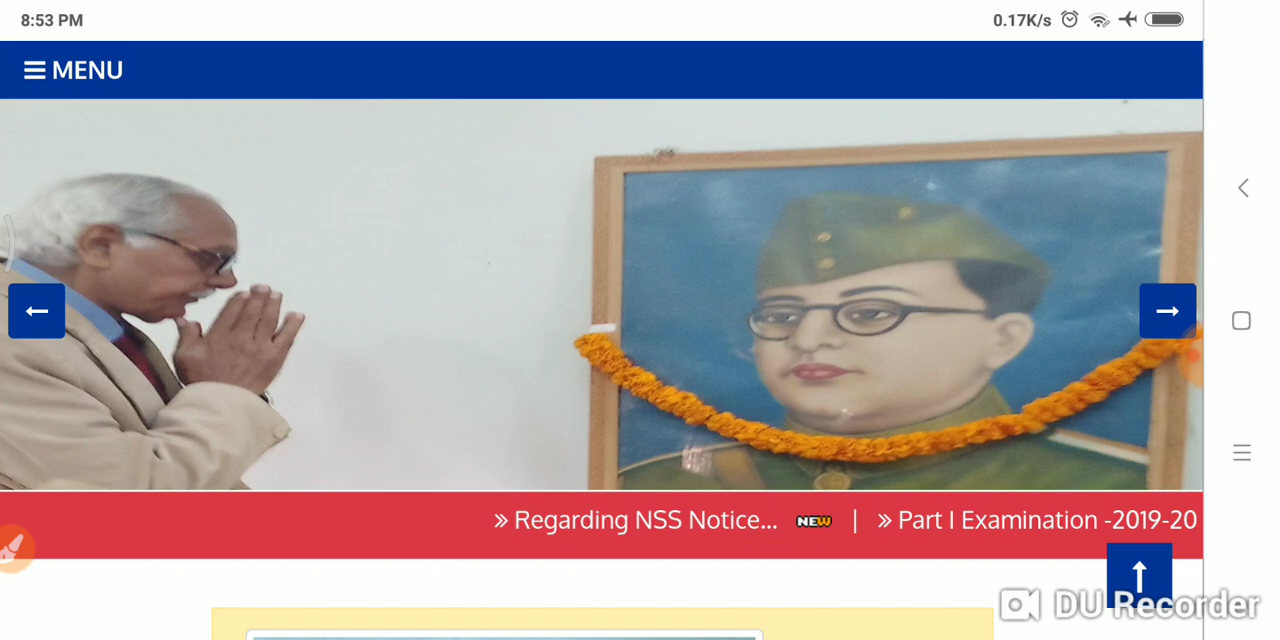 8:53 PM
0.17K/s
MENU
» Regarding NSS Notice... NEW | » Part I Examination -2019-20
DU Recorder